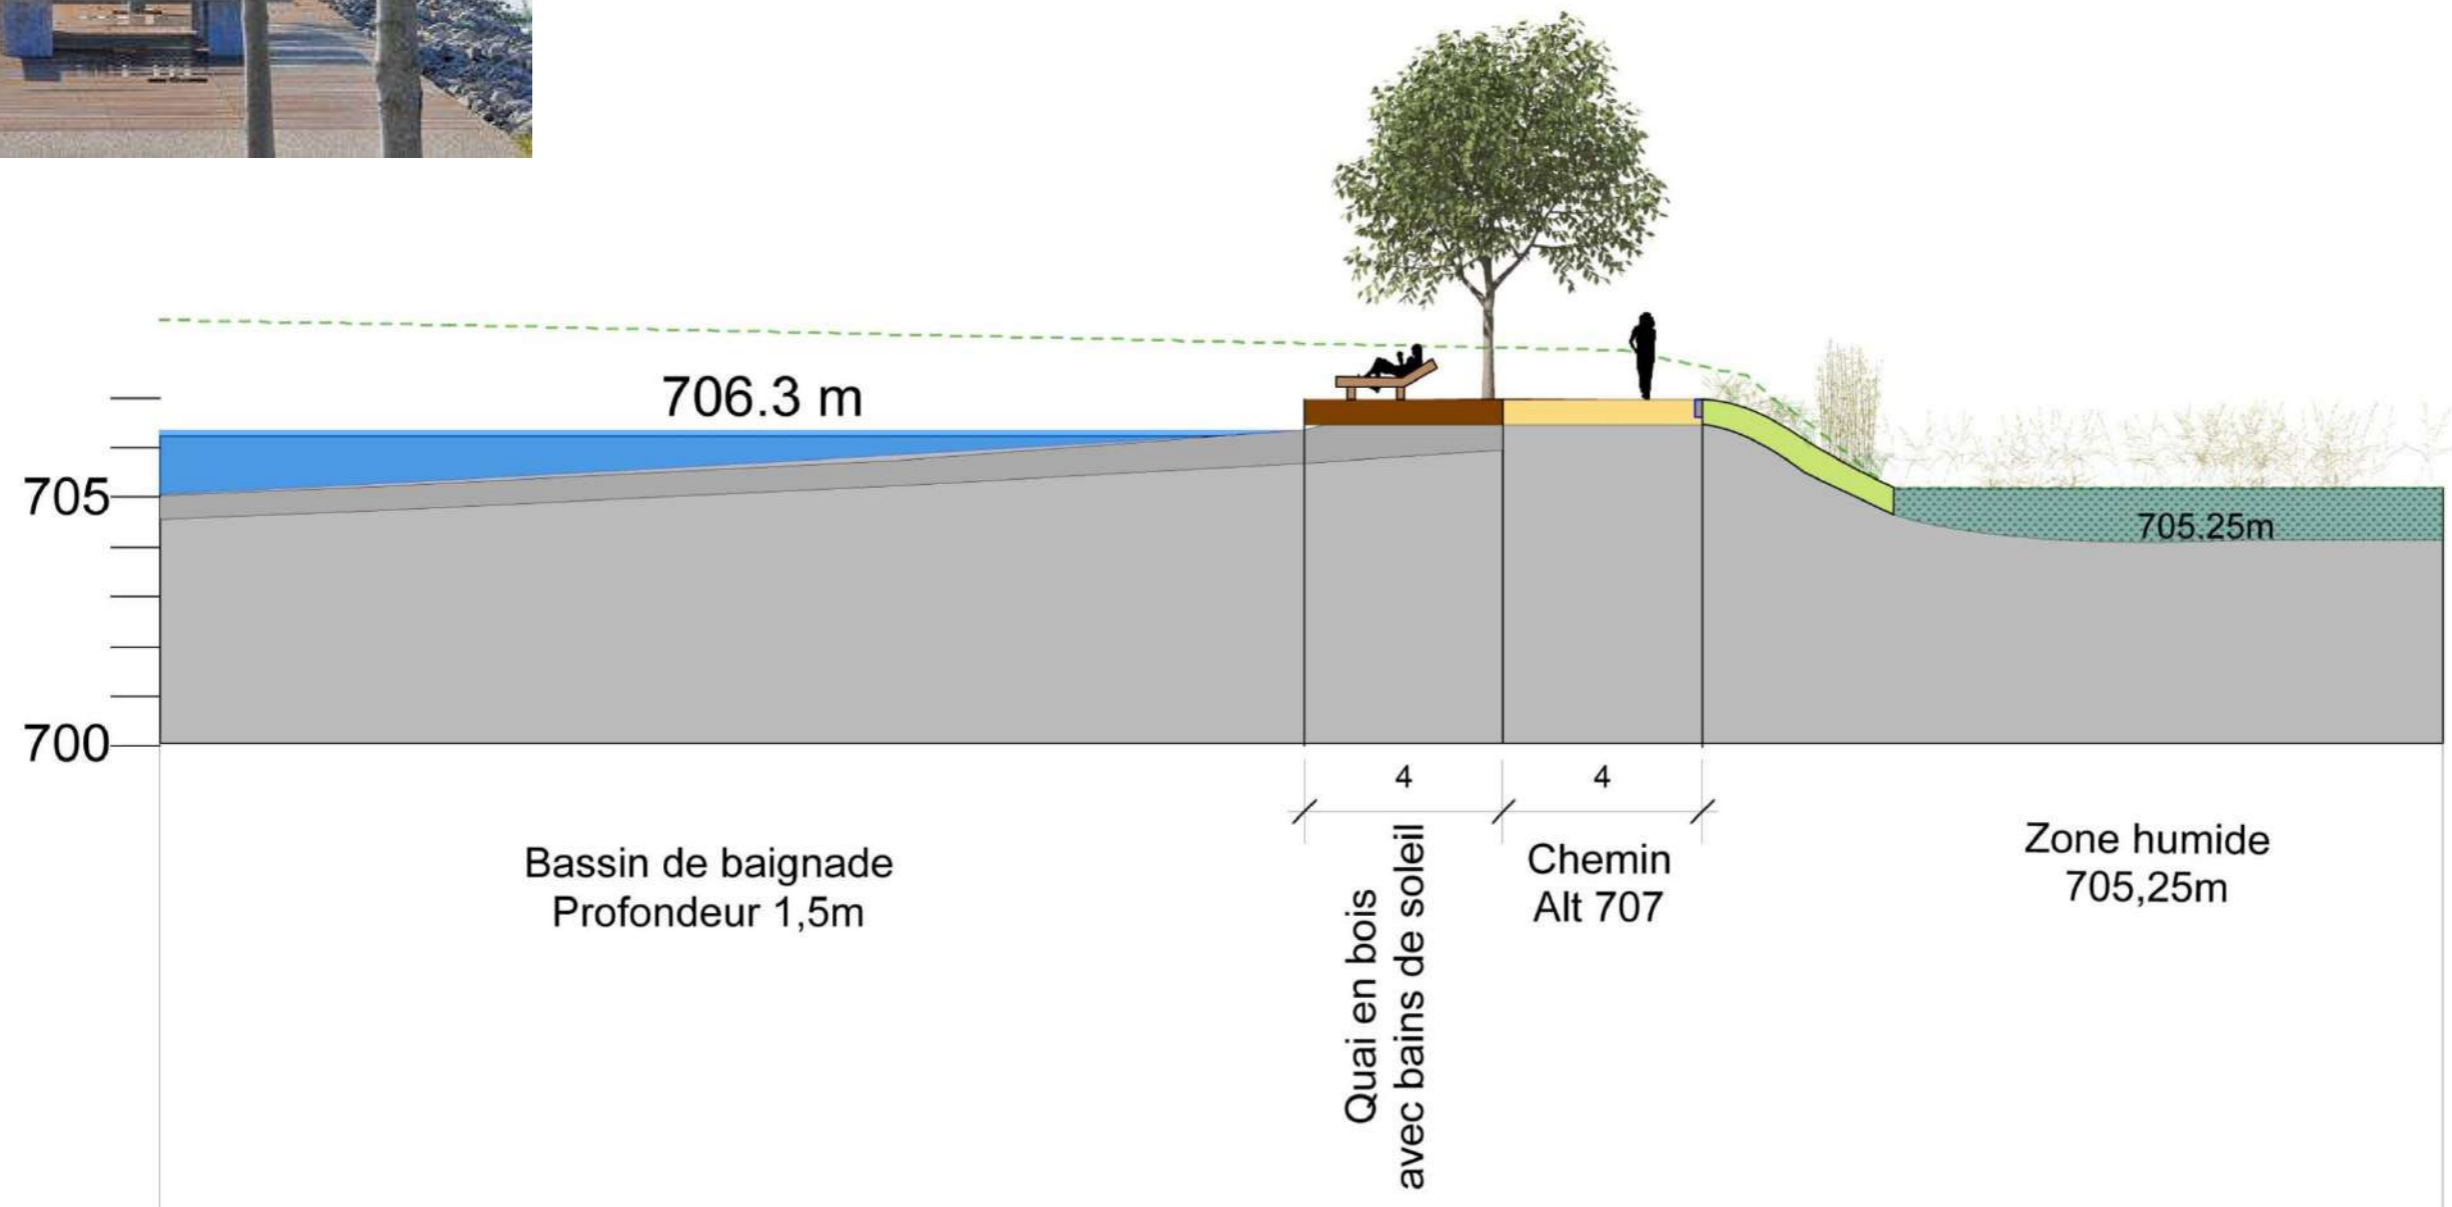 706.3 m
705
705.25m
700
4
4
Bassin de baignade
Profondeur 1,5m
Quai en bois
avec bains de soleil
Chemin
Alt 707
Zone humide
705,25m